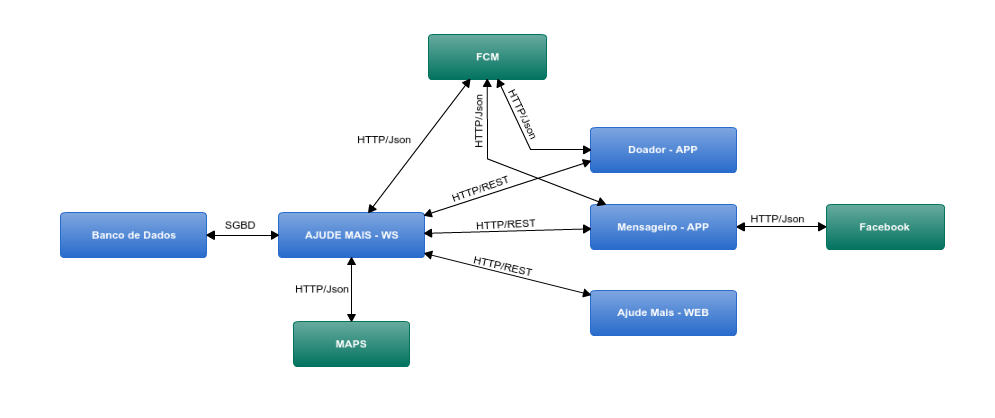 FCM
HTTP/Json
HTTP/Json
HTTP/Json
Doador - APP
HTTP/REST
SGBD
Banco de Dados
AJUDE MAIS - WS
HTTP/REST
Mensageiro - APP
HTTP/Json
Facebook
HTTP/REST
HTTP/Json
Ajude Mais - WEB
MAPS